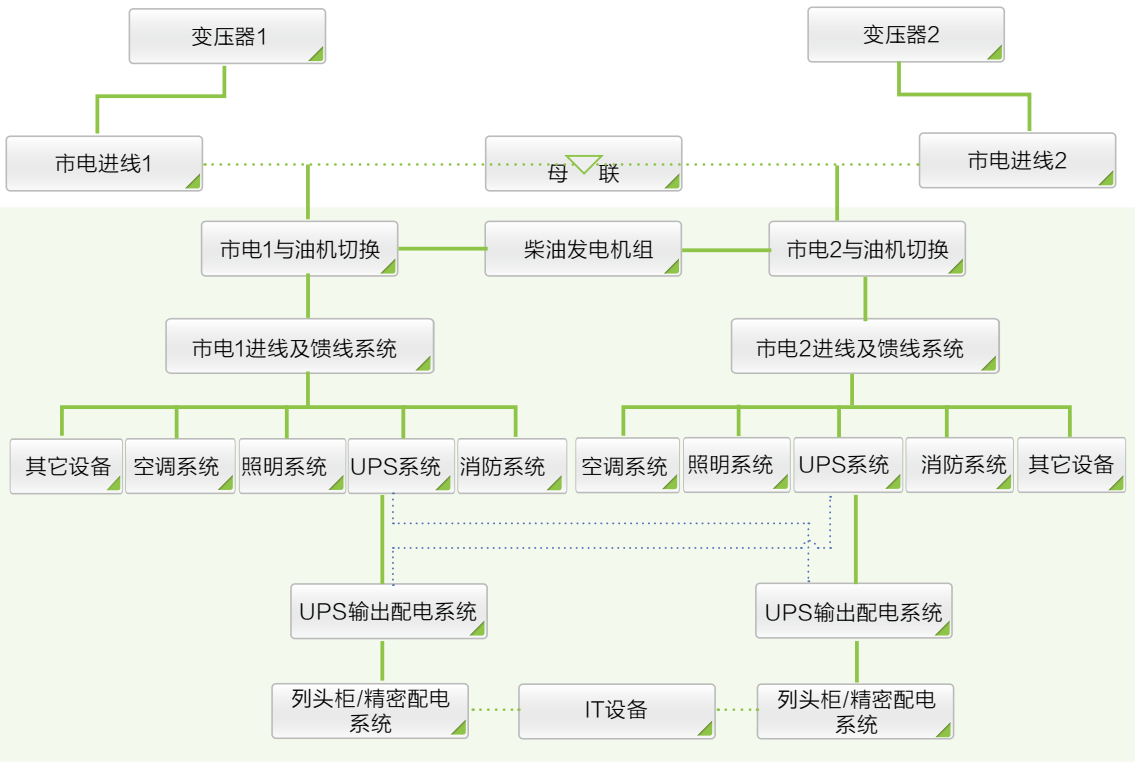 变压器1
变压器2
市电进线1
母 联
市电进线2
市电1与油机切换
柴油发电机组
市电2与油机切换
市电1进线及馈线系统
市电2进线及馈线系统
其它设备
空调系统
照明系统
UPS系统
消防系统
空调系统
照明系统
UPS系统
消防系统
其它设备
UPS输出配电系统
UPS输出配电系统
列头柜/精密配电
系统
IT设备
列头柜/精密配电
系统